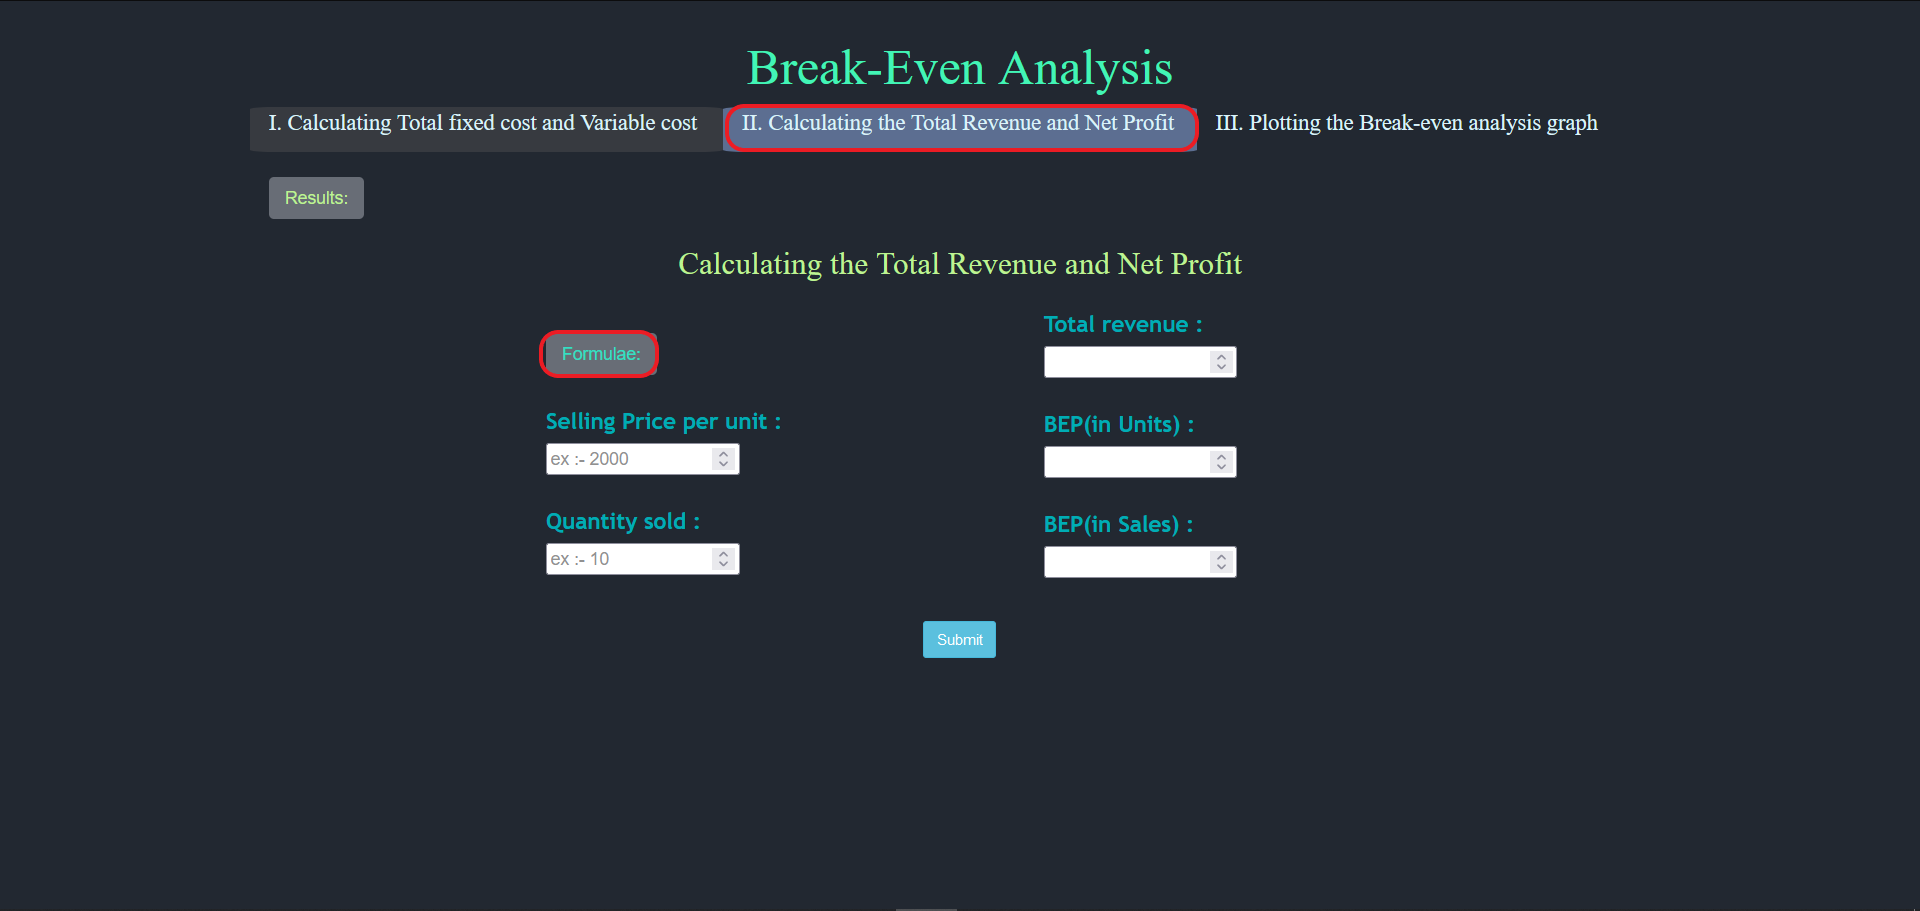 Break-Even Analysis
I. Calculating Total fixed cost and Variable cost
II. Calculating the Total Revenue and Net Profit
III. Plotting the Break-even analysis graph
Results:
Calculating the Total Revenue and Net Profit
Formulae:
Selling Price per unit :
ex :- 2000
Quantity sold :
ex :- 10
Total revenue :
BEP(in Units) :
BEP(in Sales) :
Submit